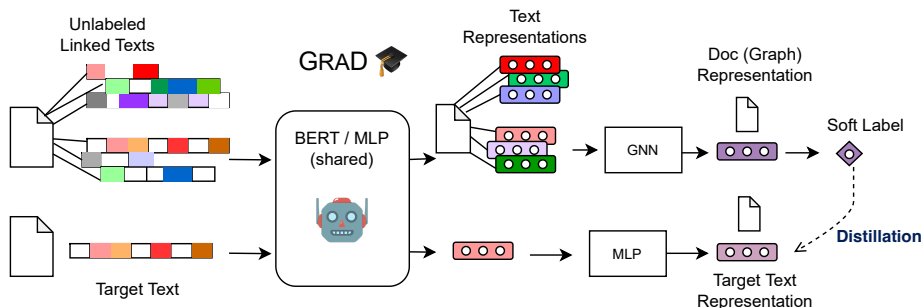 Unlabeled
Linked Texts
GRAD
Text
Representations
Doc (Graph)
Representation
BERT / MLP
(shared)
GNN
Soft Label
MLP
Distillation
Target Text
Target Text
Representation